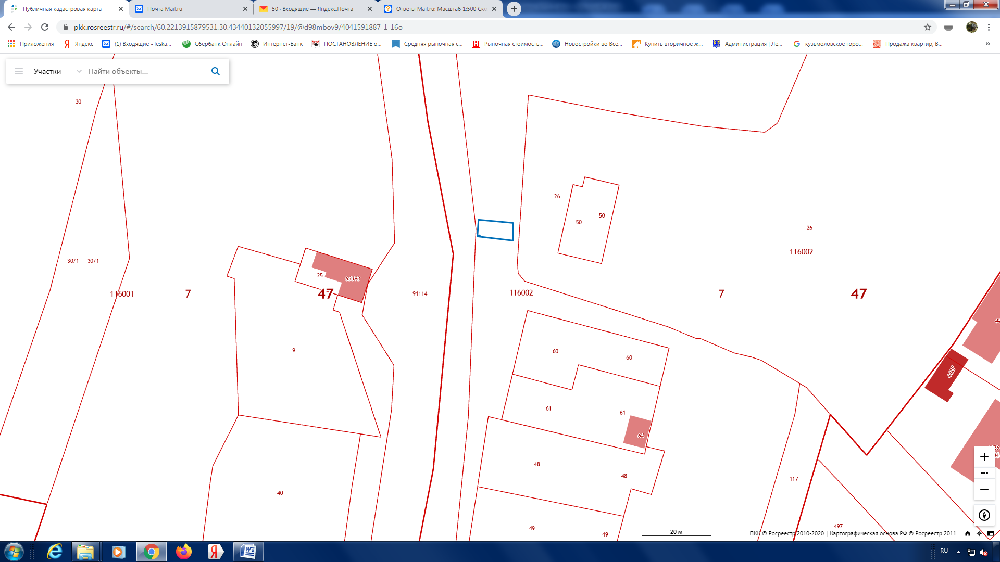 Публичная кадастровая карта
Почта Mail.ru
50 · Входящие — Яндекс.Почта
Ответы Mail.ru: Масштаб 1:500 Ско
pkk.rosreestr.ru/#/search/60.2213915879531,30.43440132055997/19/@d98mbov9/4041591887-1-16o
Приложения
Яндекс
(1) Входящие - leska...
Сбербанк Онлайн
Интернет-Банк
ПОСТАНОВЛЕНИЕ о...
Средняя рыночная с...
Рыночная стоимость...
Новостройки во Все...
Купить вторичное ж...
Администрация | Ле...
кузьмоловское горо...
Продажа квартир, В...
»
Участки
Найти объекты...
30
26
50
50
26
116002
30/1
30/1
25
63393
116001
7
47
91114
116002
7
47
9
60
60
4427
61
61
64
48
48
117
40
49
49
497
20 м
ПКК © Росреестр 2010-2020 | Картографическая основа РФ © Росреестр 2011
RU